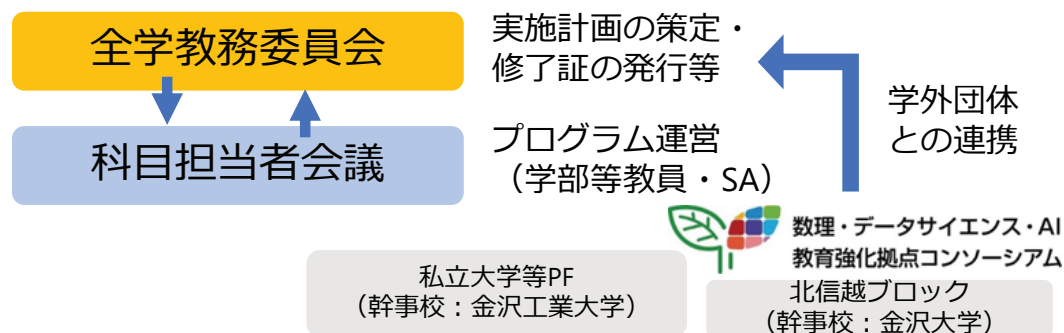 全学教務委員会
実施計画の策定・
修了証の発行等
学外団体
との連携
科目担当者会議
プログラム運営
（学部等教員・SA）
数理・データサイエンス・AI
教育強化拠点コンソーシアム
私立大学等PF
（幹事校：金沢工業大学）
北信越ブロック
（幹事校：金沢大学）